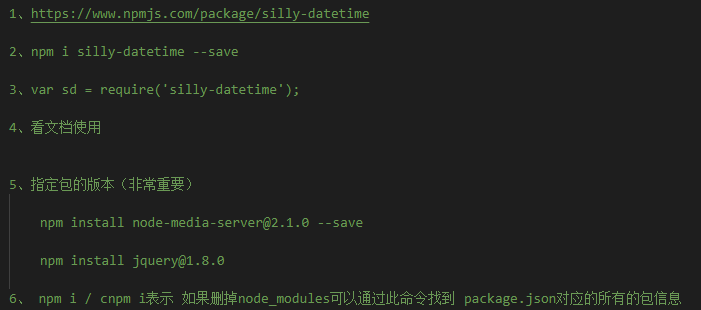 1、https://www.npmjs.com/package/silly-datetime
2、npm i silly-datetime --save
3、var sd = require('silly-datetime');
4、看文档使用
5、指定包的版本（非常重要）
npm install node-media-server@2.1.0 --save
npm install jquery@1.8.0
6、 npm i / cnpm i表示 如果删掉node_modules可以通过此命令找到 package.json对应的所有的包信息